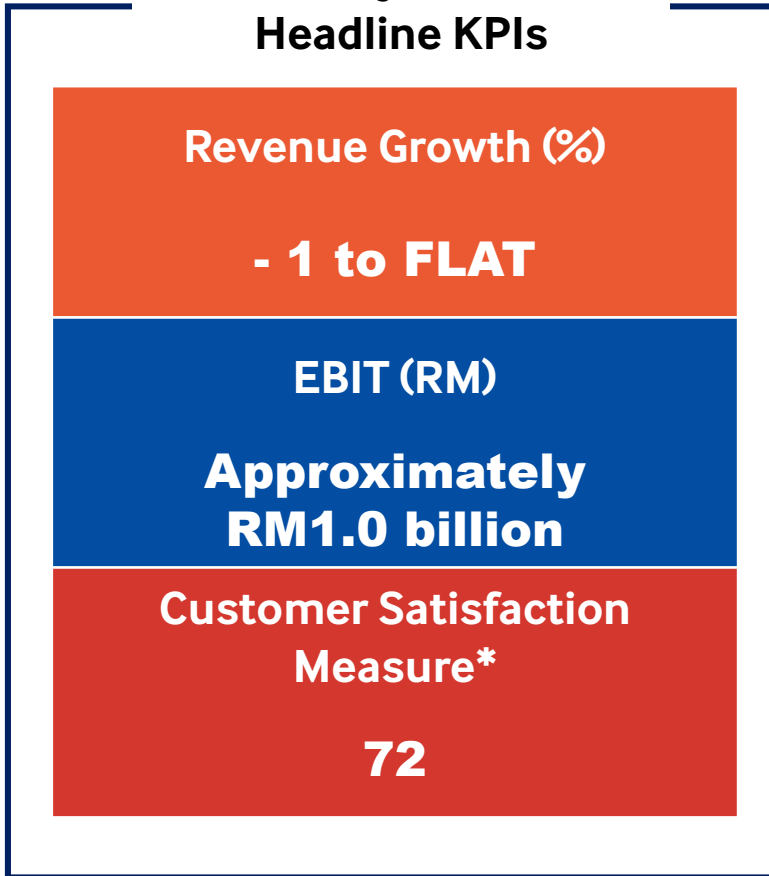 Headline KPIs
Revenue Growth (%)
- 1 to FLAT
EBIT (RM)
Approximately
RM1.0 billion
Customer Satisfaction
Measure*
72